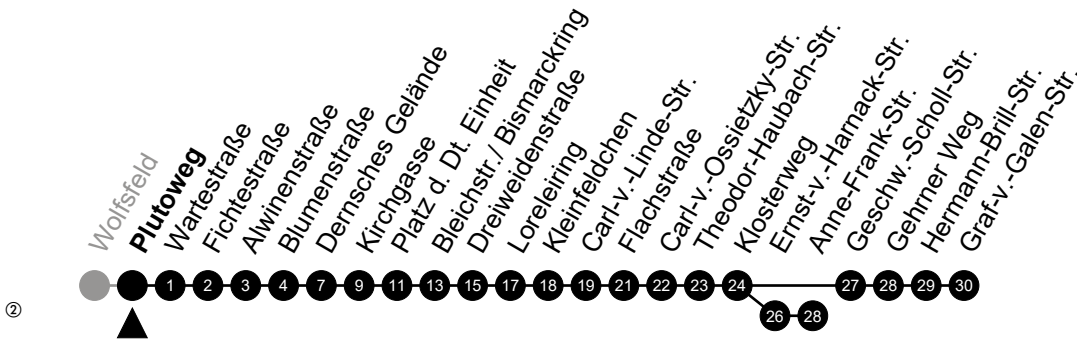 Wolfsfeld
Plutoweg
Wartestraße
Fichtestraße
Alwinenstraße
Blumenstraße
Dernsches Gelände
Kirchgasse
Platz d. Dt. Einheit
Bleichstr./ Bismarckring
Dreiweidenstraße
Loreleiring
Kleinfeldchen
Carl-v.-Linde-Str.
Flachstraße
Carl-v.-Ossietzky-Str.
Theodor-Haubach-Str.
Klosterweg
Ernst-v.-Harnack-Str.
Anne-Frank-Str.
Geschw.-Scholl-Str.
Gehrner Weg
Hermann-Brill-Str.
Graf-v.-Galen-Str.
1 2 3 4 7 9 11 13 15 17 18 19 21 22 23 24 27 28 29 30
② 26 28